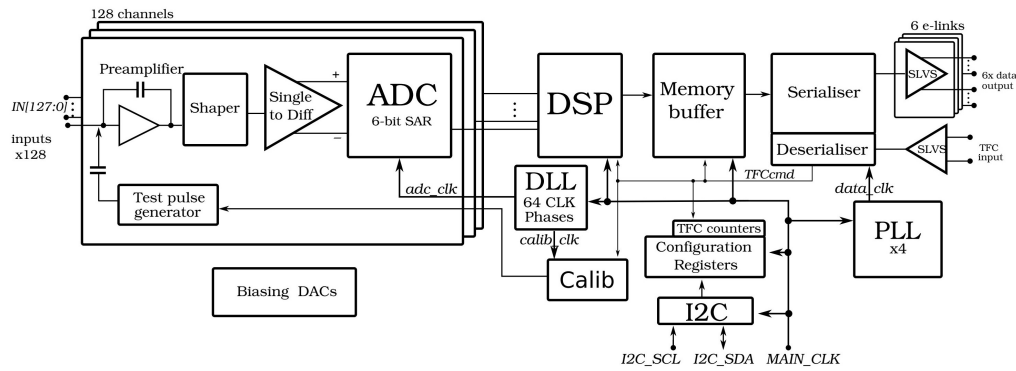 128 channels
6 e-links
Preamplifier
IN[127:0]
inputs
x128
Shaper
Single
to Diff
+
−
ADC
6-bit SAR
DSP
Memory
buffer
Serialiser
Deserialiser
SLVS
6x data
output
SLVS
TFC
input
Test pulse
generator
adc_clk
DLL
64 CLK
Phases
calib_clk
Calib
TFCcmd
data_clk
TFC counters
Configuration
Registers
PLL
x4
Biasing DACs
I2C
I2C_SCL
I2C_SDA
MAIN_CLK